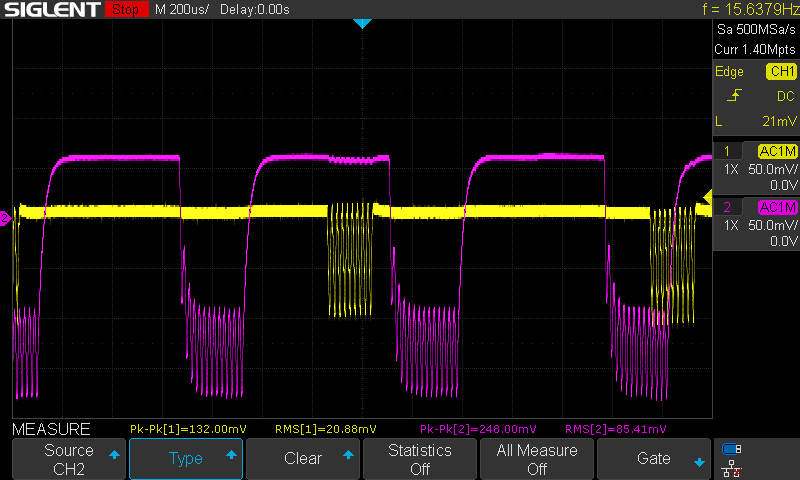 SIGLENT Stop M 200us/ Delay:0.00s f = 15.6379Hz
Sa 500MSa/s
Curr 1.40Mpts
Edge CH1
DC
L 21mV
1 AC1M
1X 50.0mV/
0.0V
2 AC1M
1X 50.0mV/
0.0V
2
MEASURE Pk-Pk[1]=132.00mV RMS[1]=20.88mV Pk-Pk[2]=248.00mV RMS[2]=85.41mV
Source
CH2
Type
Clear
Statistics
Off
All Measure
Off
Gate